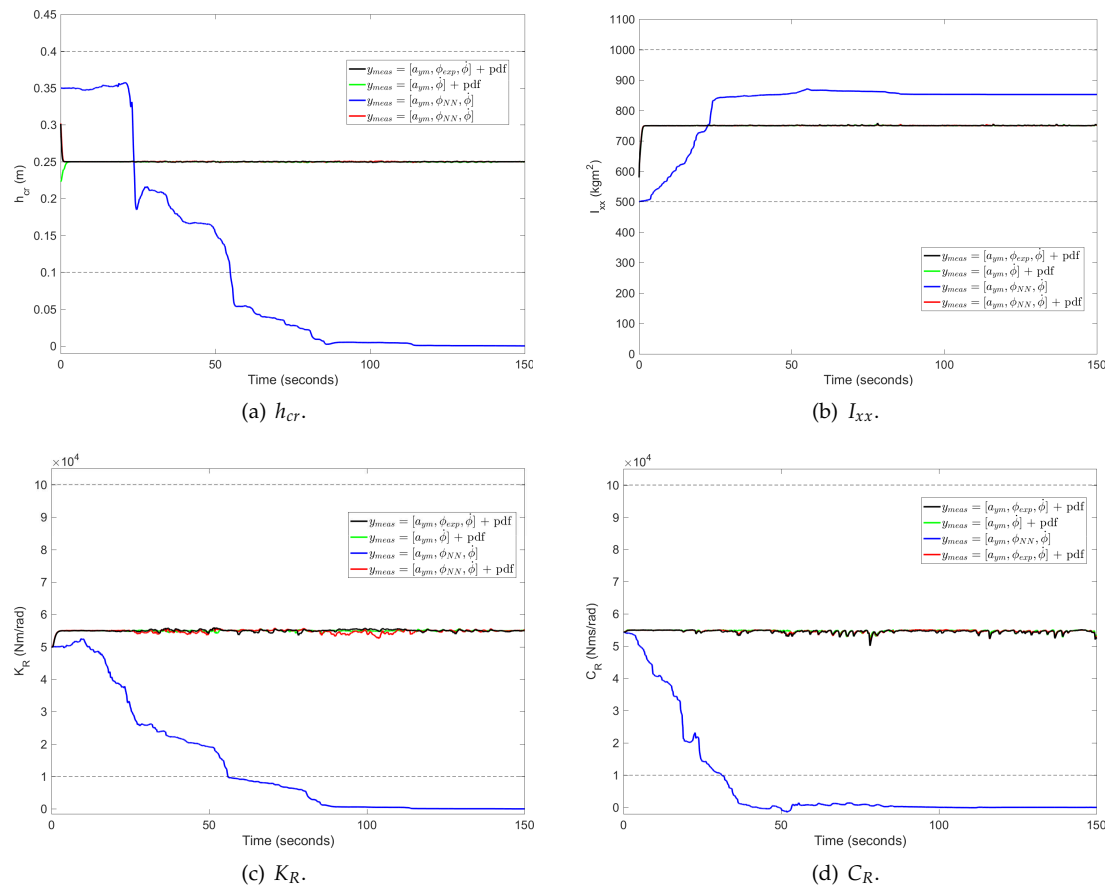 0.45
0.4
0.35
0.3
0.25
0.2
0.15
0.1
0.05
0
h_cr (m)
0 50 100 150
Time (seconds)
y_meas = [a_ym, ϕ_exp, ϕ̇] + pdf
y_meas = [a_ym, ϕ̇] + pdf
y_meas = [a_ym, ϕ_NN, ϕ̇]
y_meas = [a_ym, ϕ_NN, ϕ̇] + pdf
(a) h_cr.
1100
1000
900
800
700
600
500
400
300
200
100
0
I_xx (kgm²)
0 50 100 150
Time (seconds)
y_meas = [a_ym, ϕ_exp, ϕ̇] + pdf
y_meas = [a_ym, ϕ̇] + pdf
y_meas = [a_ym, ϕ_NN, ϕ̇]
y_meas = [a_ym, ϕ_NN, ϕ̇] + pdf
(b) I_xx.
×10⁴
10
9
8
7
6
5
4
3
2
1
0
K_R (Nm/rad)
0 50 100 150
Time (seconds)
y_meas = [a_ym, ϕ_exp, ϕ̇] + pdf
y_meas = [a_ym, ϕ̇] + pdf
y_meas = [a_ym, ϕ_NN, ϕ̇]
y_meas = [a_ym, ϕ_NN, ϕ̇] + pdf
(c) K_R.
×10⁴
10
9
8
7
6
5
4
3
2
1
0
C_R (Nms/rad)
0 50 100 150
Time (seconds)
y_meas = [a_ym, ϕ_exp, ϕ̇] + pdf
y_meas = [a_ym, ϕ̇] + pdf
y_meas = [a_ym, ϕ_NN, ϕ̇]
y_meas = [a_ym, ϕ_exp, ϕ̇] + pdf
(d) C_R.